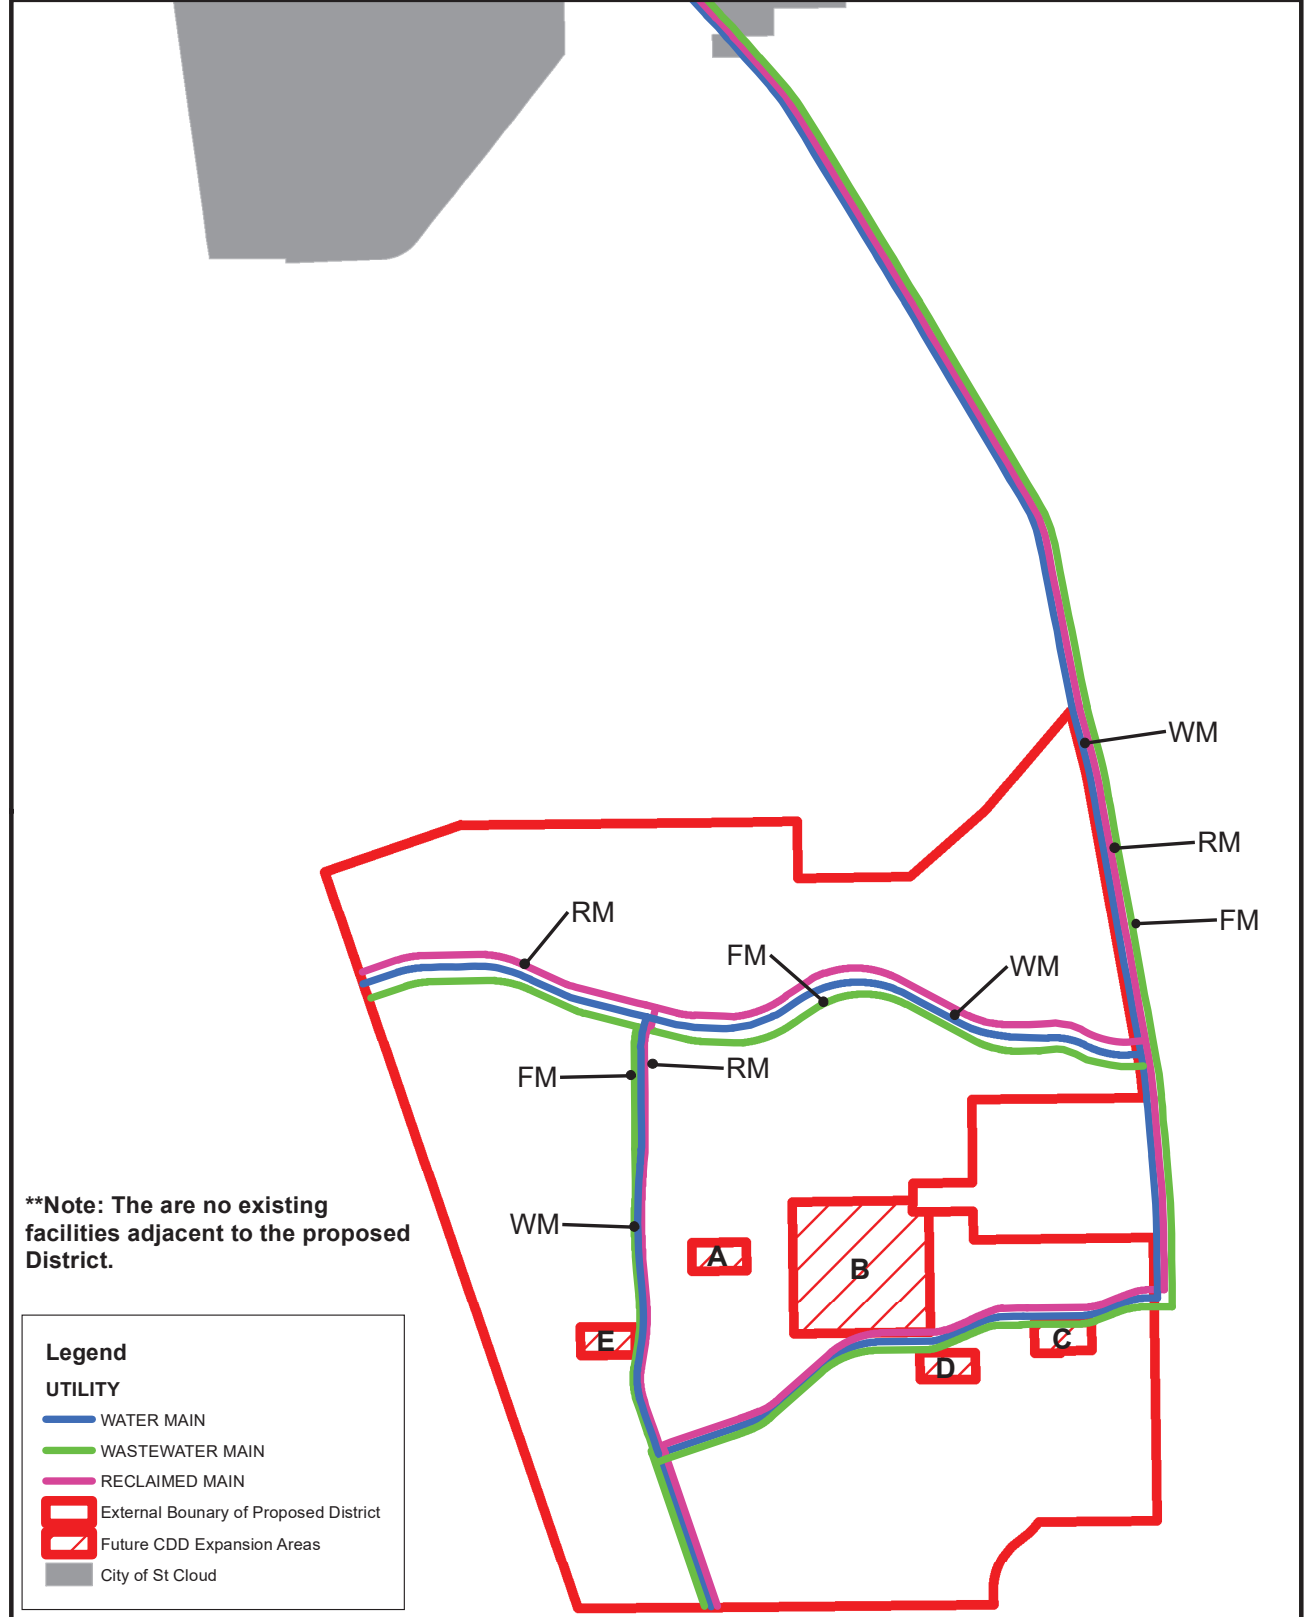 WM
RM
FM
RM
FM
WM
FM
RM
WM
A
B
E
C
D
**Note: The are no existing
facilities adjacent to the proposed
District.
Legend
UTILITY
WATER MAIN
WASTEWATER MAIN
RECLAIMED MAIN
External Bounary of Proposed District
Future CDD Expansion Areas
City of St Cloud